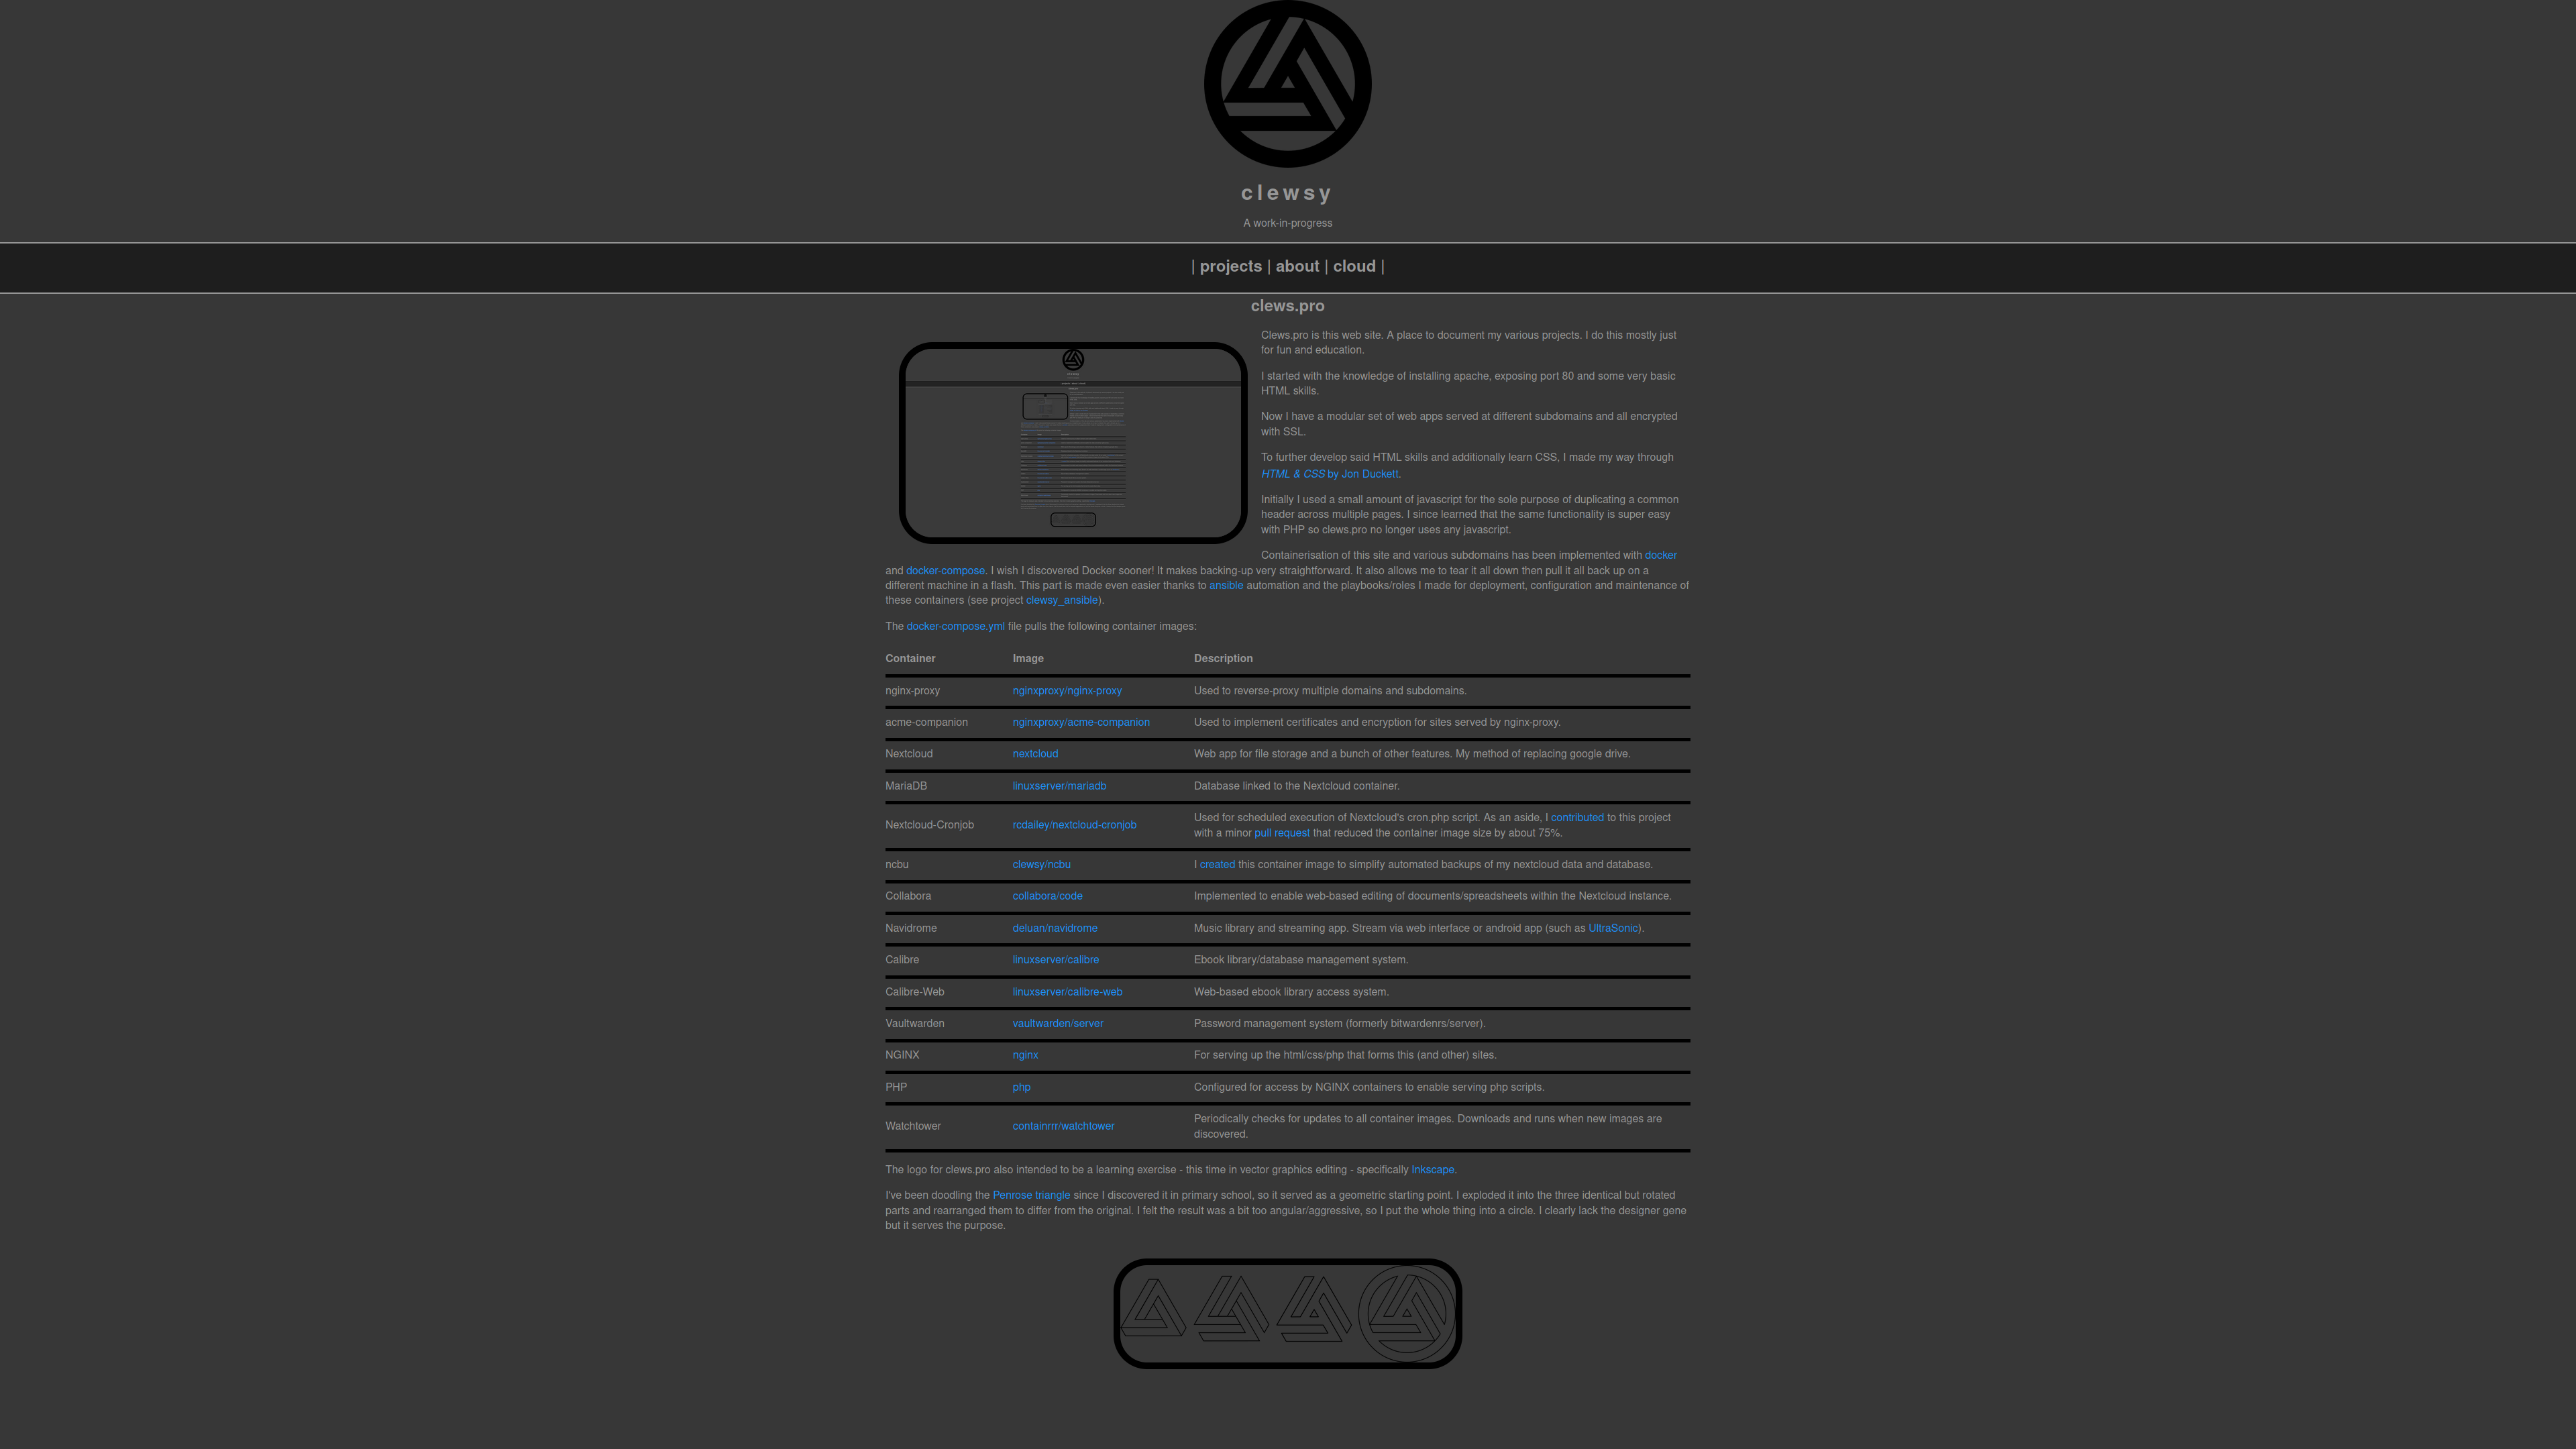 clewsy
A work-in-progress
| projects | about | cloud |
clews.pro
Clews.pro is this web site. A place to document my various projects. I do this mostly just
for fun and education.
I started with the knowledge of installing apache, exposing port 80 and some very basic
HTML skills.
Now I have a modular set of web apps served at different subdomains and all encrypted
with SSL.
To further develop said HTML skills and additionally learn CSS, I made my way through
HTML & CSS by Jon Duckett.
Initially I used a small amount of javascript for the sole purpose of duplicating a common
header across multiple pages. I since learned that the same functionality is super easy
with PHP so clews.pro no longer uses any javascript.
Containerisation of this site and various subdomains has been implemented with docker
and docker-compose. I wish I discovered Docker sooner! It makes backing-up very straightforward. It also allows me to tear it all down then pull it all back up on a
different machine in a flash. This part is made even easier thanks to ansible automation and the playbooks/roles I made for deployment, configuration and maintenance of
these containers (see project clewsy_ansible).
The docker-compose.yml file pulls the following container images:
Container Image Description
nginx-proxy nginxproxy/nginx-proxy Used to reverse-proxy multiple domains and subdomains.
acme-companion nginxproxy/acme-companion Used to implement certificates and encryption for sites served by nginx-proxy.
Nextcloud nextcloud Web app for file storage and a bunch of other features. My method of replacing google drive.
MariaDB linuxserver/mariadb Database linked to the Nextcloud container.
Nextcloud-Cronjob rcdailey/nextcloud-cronjob Used for scheduled execution of Nextcloud's cron.php script. As an aside, I contributed to this project
with a minor pull request that reduced the container image size by about 75%.
ncbu clewsy/ncbu I created this container image to simplify automated backups of my nextcloud data and database.
Collabora collabora/code Implemented to enable web-based editing of documents/spreadsheets within the Nextcloud instance.
Navidrome deluan/navidrome Music library and streaming app. Stream via web interface or android app (such as UltraSonic).
Calibre linuxserver/calibre Ebook library/database management system.
Calibre-Web linuxserver/calibre-web Web-based ebook library access system.
Vaultwarden vaultwarden/server Password management system (formerly bitwardenrs/server).
NGINX nginx For serving up the html/css/php that forms this (and other) sites.
PHP php Configured for access by NGINX containers to enable serving php scripts.
Watchtower containrrr/watchtower Periodically checks for updates to all container images. Downloads and runs when new images are
discovered.
The logo for clews.pro also intended to be a learning exercise - this time in vector graphics editing - specifically Inkscape.
I've been doodling the Penrose triangle since I discovered it in primary school, so it served as a geometric starting point. I exploded it into the three identical but rotated
parts and rearranged them to differ from the original. I felt the result was a bit too angular/aggressive, so I put the whole thing into a circle. I clearly lack the designer gene
but it serves the purpose.